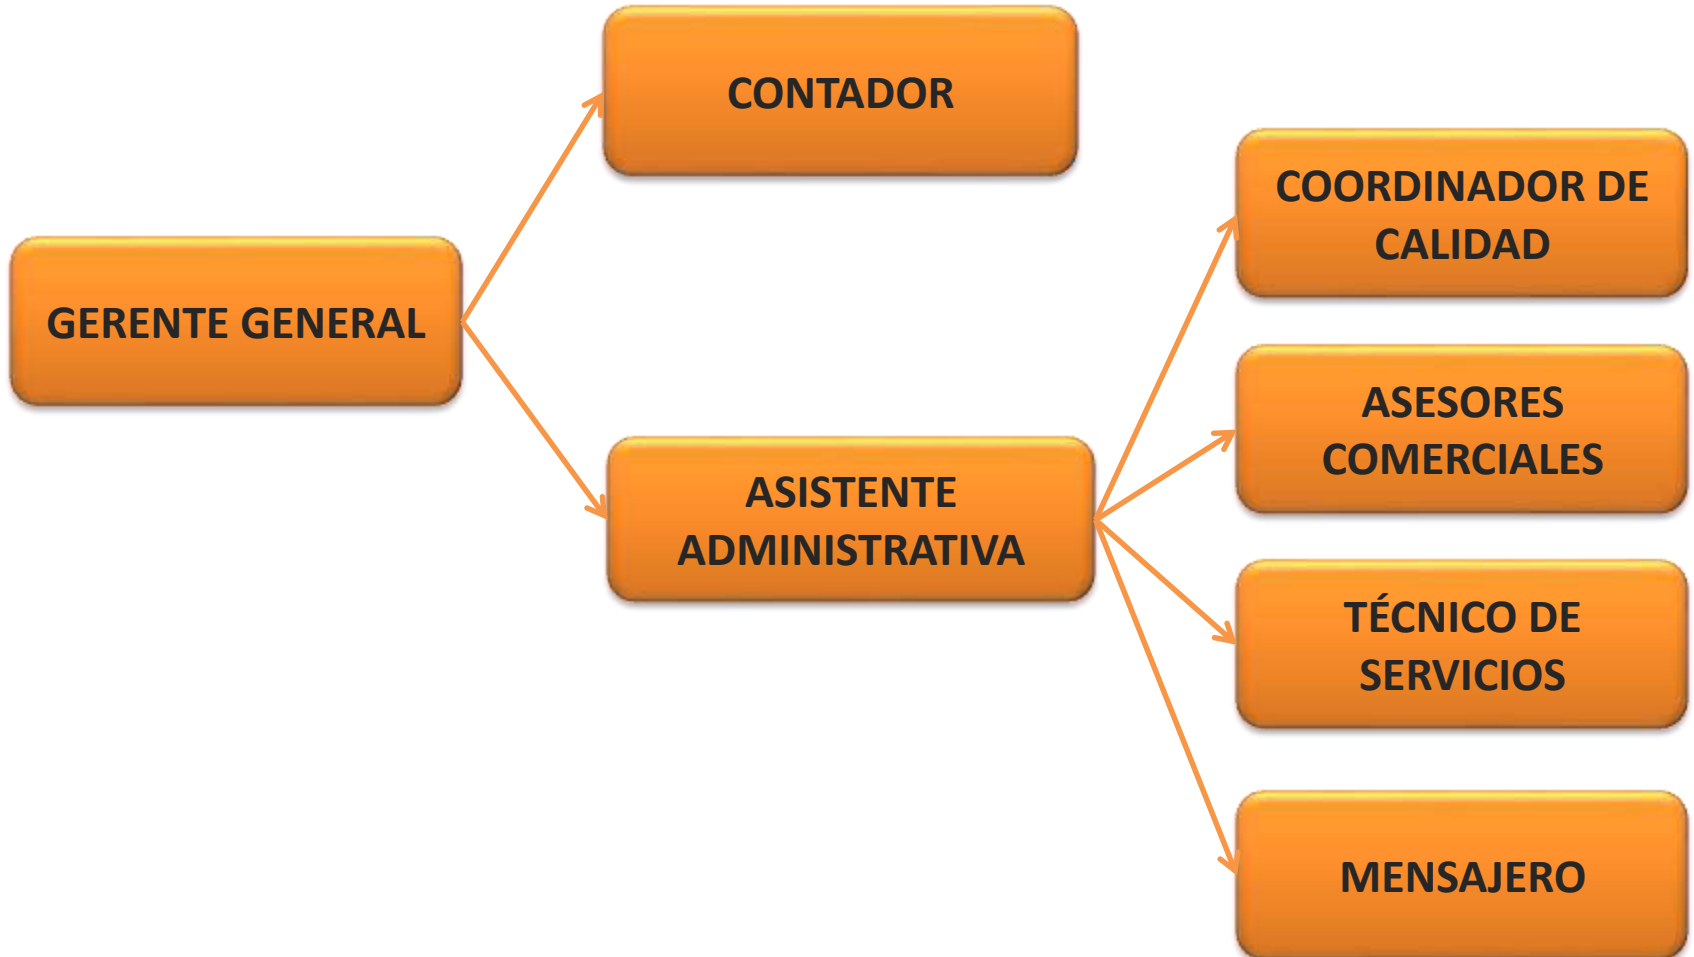 CONTADOR
GERENTE GENERAL
ASISTENTE
ADMINISTRATIVA
COORDINADOR DE
CALIDAD
ASESORES
COMERCIALES
TÉCNICO DE
SERVICIOS
MENSAJERO